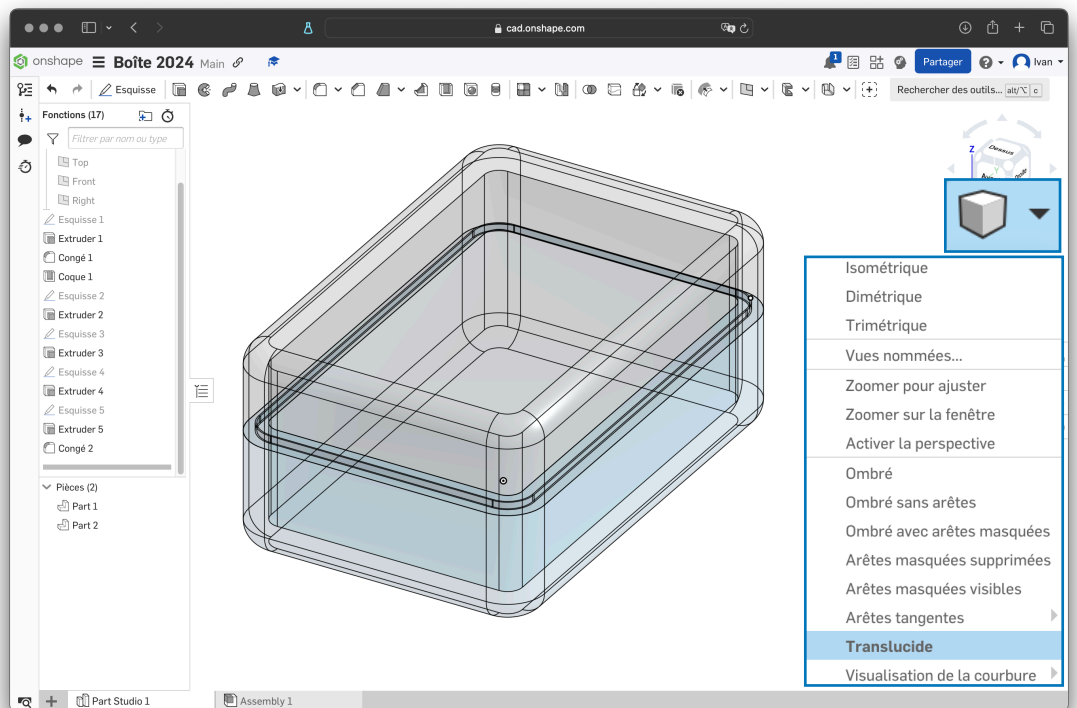 cad.onshape.com
onshape Boîte 2024 Main
1
Partager
Ivan
Esquisse
Rechercher des outils... alt/⌥ c
Fonctions (17)
Filtrer par nom ou type
Top
Front
Right
Esquisse 1
Extruder 1
Congé 1
Coque 1
Esquisse 2
Extruder 2
Esquisse 3
Extruder 3
Esquisse 4
Extruder 4
Esquisse 5
Extruder 5
Congé 2
Pièces (2)
Part 1
Part 2
Z
Dessus
Isométrique
Dimétrique
Trimétrique
Vues nommées...
Zoomer pour ajuster
Zoomer sur la fenêtre
Activer la perspective
Ombré
Ombré sans arêtes
Ombré avec arêtes masquées
Arêtes masquées supprimées
Arêtes masquées visibles
Arêtes tangentes
Translucide
Visualisation de la courbure
Part Studio 1
Assembly 1